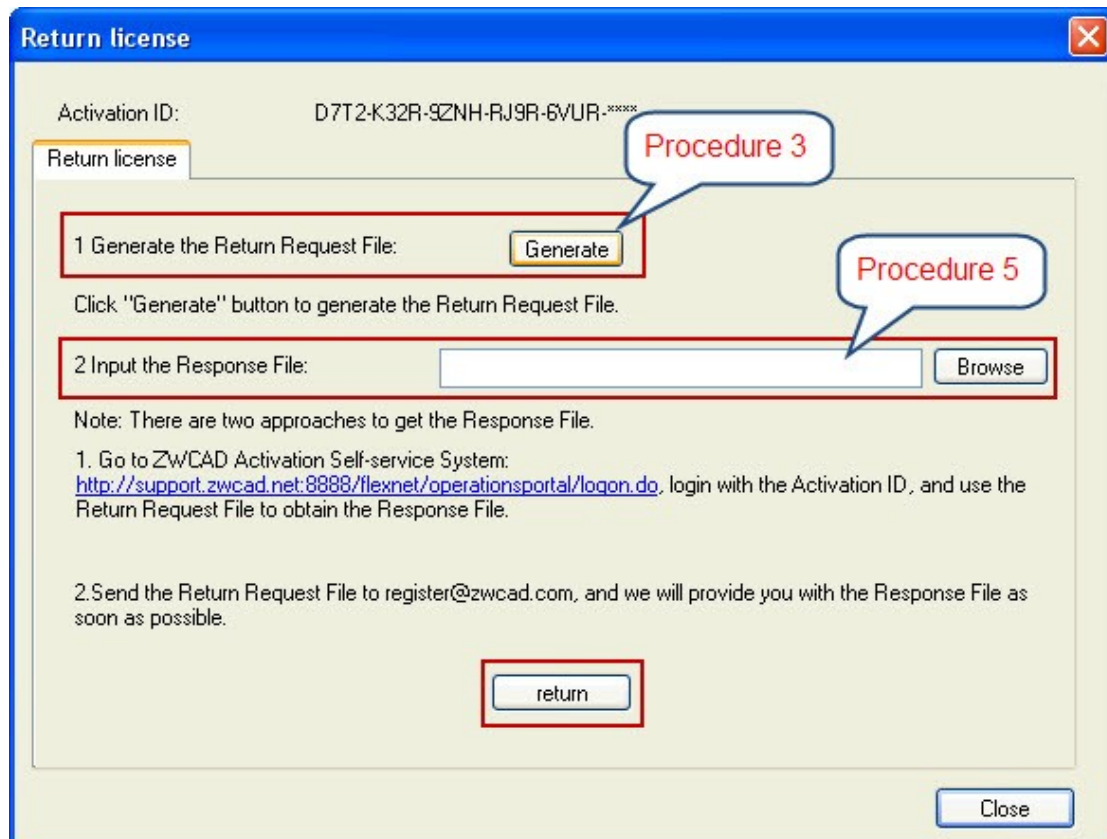 Return license
Activation ID: D7T2-K32R-9ZNH-RJ9R-6VUR-****
Procedure 3
Return license
1 Generate the Return Request File: Generate
Procedure 5
Click "Generate" button to generate the Return Request File.
2 Input the Response File: Browse
Note: There are two approaches to get the Response File.
1. Go to ZWCAD Activation Self-service System:
http://support.zwcad.net:8888/flexnet/operationsportal/logon.do, login with the Activation ID, and use the
Return Request File to obtain the Response File.
2.Send the Return Request File to register@zwcad.com, and we will provide you with the Response File as
soon as possible.
return
Close